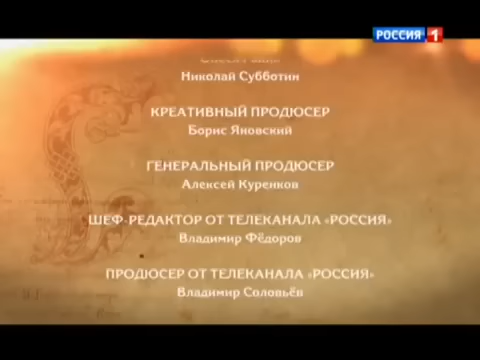 РОССИЯ 1
Николай Субботин
КРЕАТИВНЫЙ ПРОДЮСЕР
Борис Яновский
ГЕНЕРАЛЬНЫЙ ПРОДЮСЕР
Алексей Куренков
ШЕФ-РЕДАКТОР ОТ ТЕЛЕКАНАЛА «РОССИЯ»
Владимир Фёдоров
ПРОДЮСЕР ОТ ТЕЛЕКАНАЛА «РОССИЯ»
Владимир Соловьёв